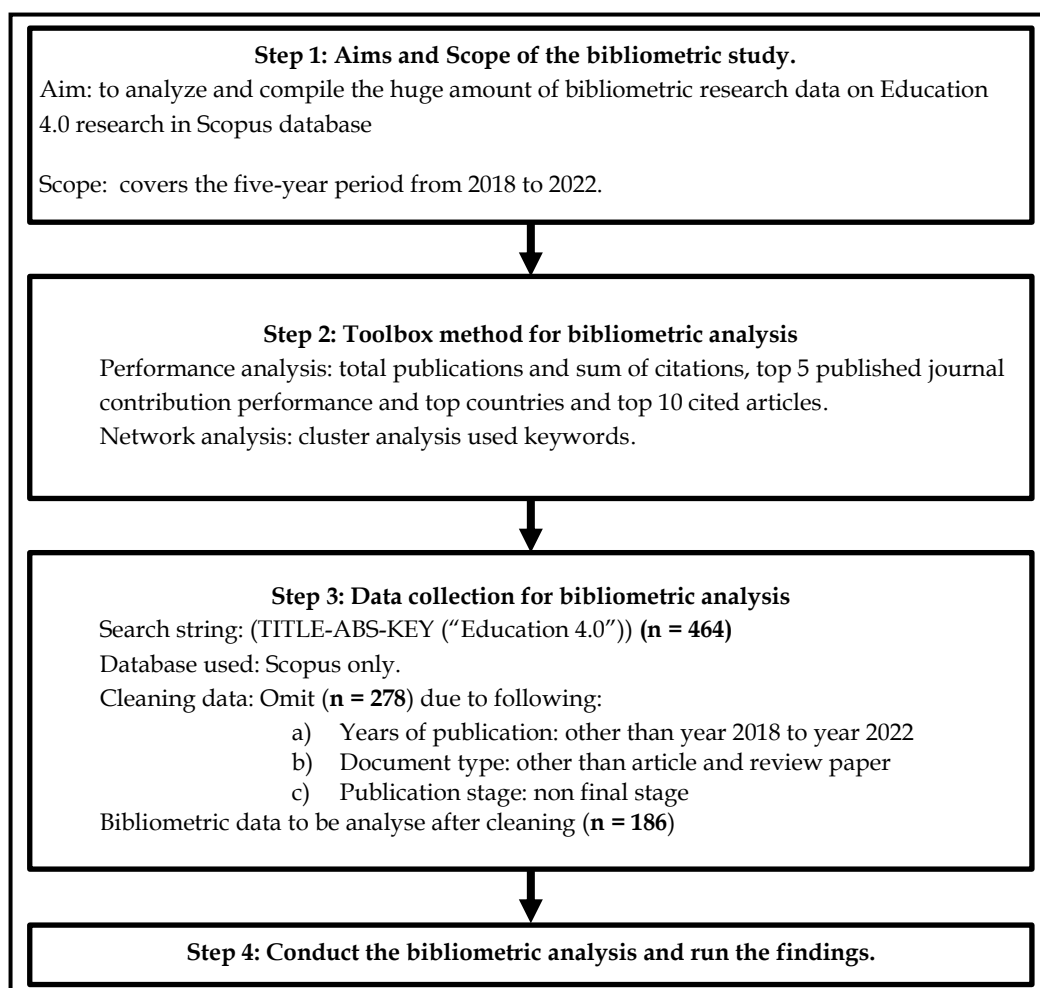 Step 1: Aims and Scope of the bibliometric study.
Aim: to analyze and compile the huge amount of bibliometric research data on Education
4.0 research in Scopus database
Scope: covers the five-year period from 2018 to 2022.
Step 2: Toolbox method for bibliometric analysis
Performance analysis: total publications and sum of citations, top 5 published journal
contribution performance and top countries and top 10 cited articles.
Network analysis: cluster analysis used keywords.
Step 3: Data collection for bibliometric analysis
Search string: (TITLE-ABS-KEY (“Education 4.0”)) (n = 464)
Database used: Scopus only.
Cleaning data: Omit (n = 278) due to following:
a) Years of publication: other than year 2018 to year 2022
b) Document type: other than article and review paper
c) Publication stage: non final stage
Bibliometric data to be analyse after cleaning (n = 186)
Step 4: Conduct the bibliometric analysis and run the findings.